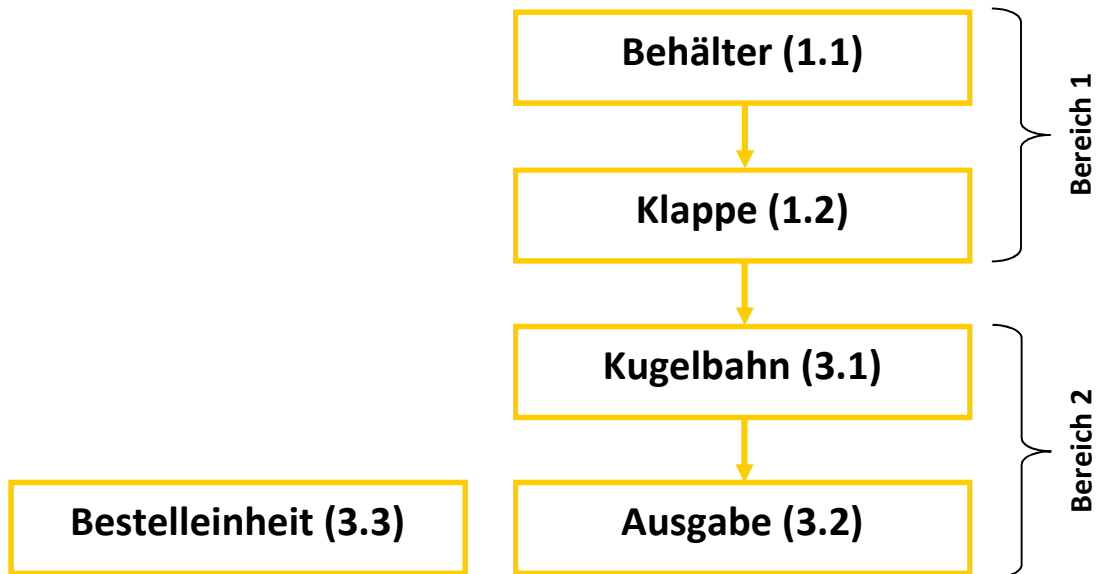 Behälter (1.1)
Bereich 1
Klappe (1.2)
Kugelbahn (3.1)
Bereich 2
Bestelleinheit (3.3)
Ausgabe (3.2)